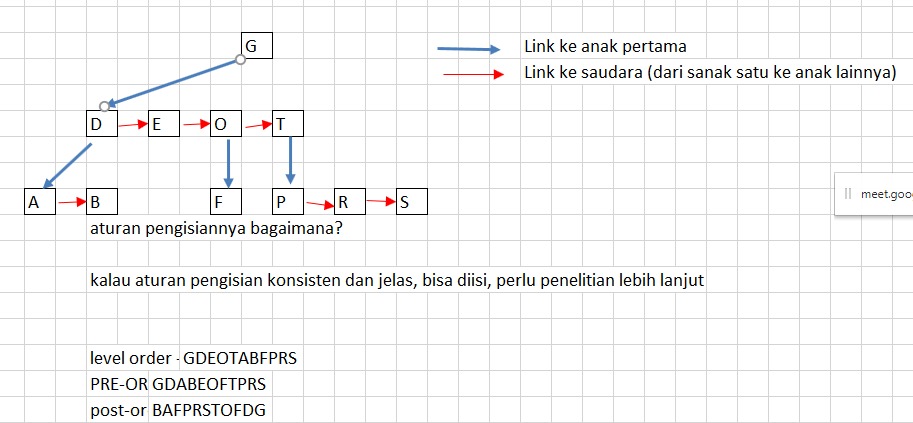 G
Link ke anak pertama
Link ke saudara (dari sanak satu ke anak lainnya)
D E O T
A B F P R S
meet.goo
aturan pengisiannya bagaimana?
kalau aturan pengisian konsisten dan jelas, bisa diisi, perlu penelitian lebih lanjut
level order - GDEOTABFPRS
PRE-OR GDABEOFTPRS
post-or BAFPRSTOFDG